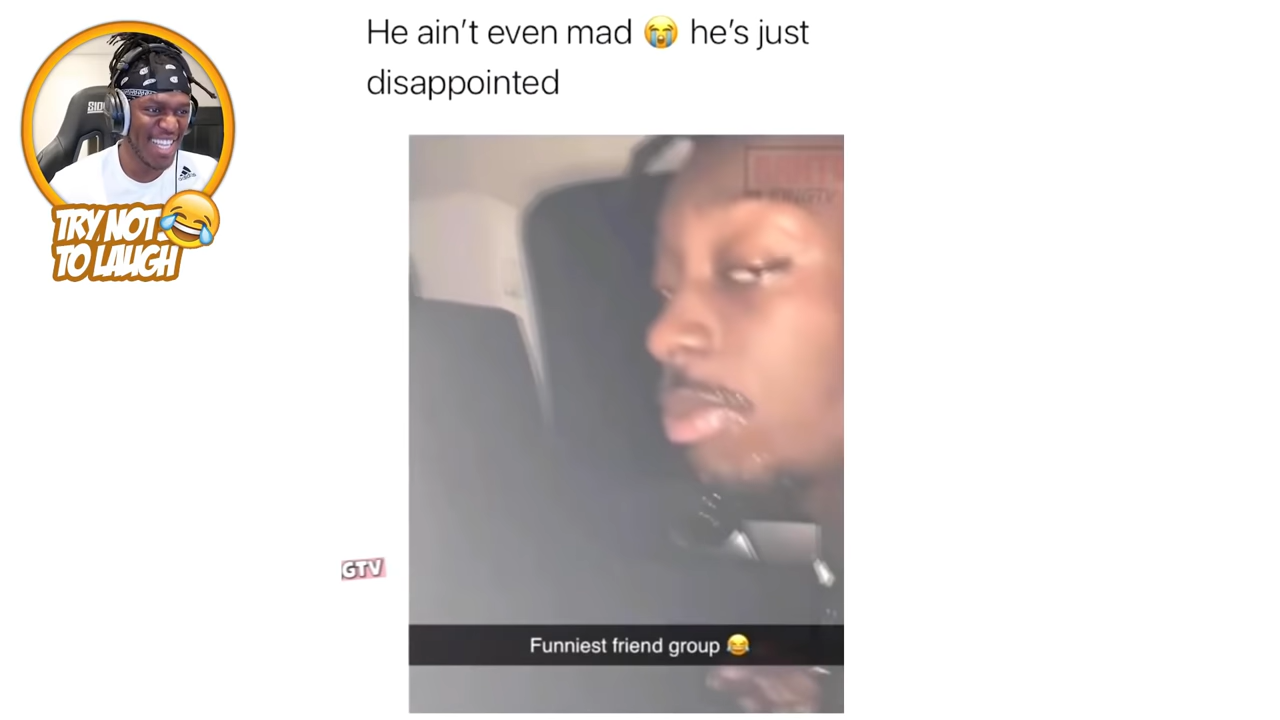 He ain't even mad 😭 he's just
disappointed
TRY NOT
TO LAUGH
GTV
Funniest friend group 😂